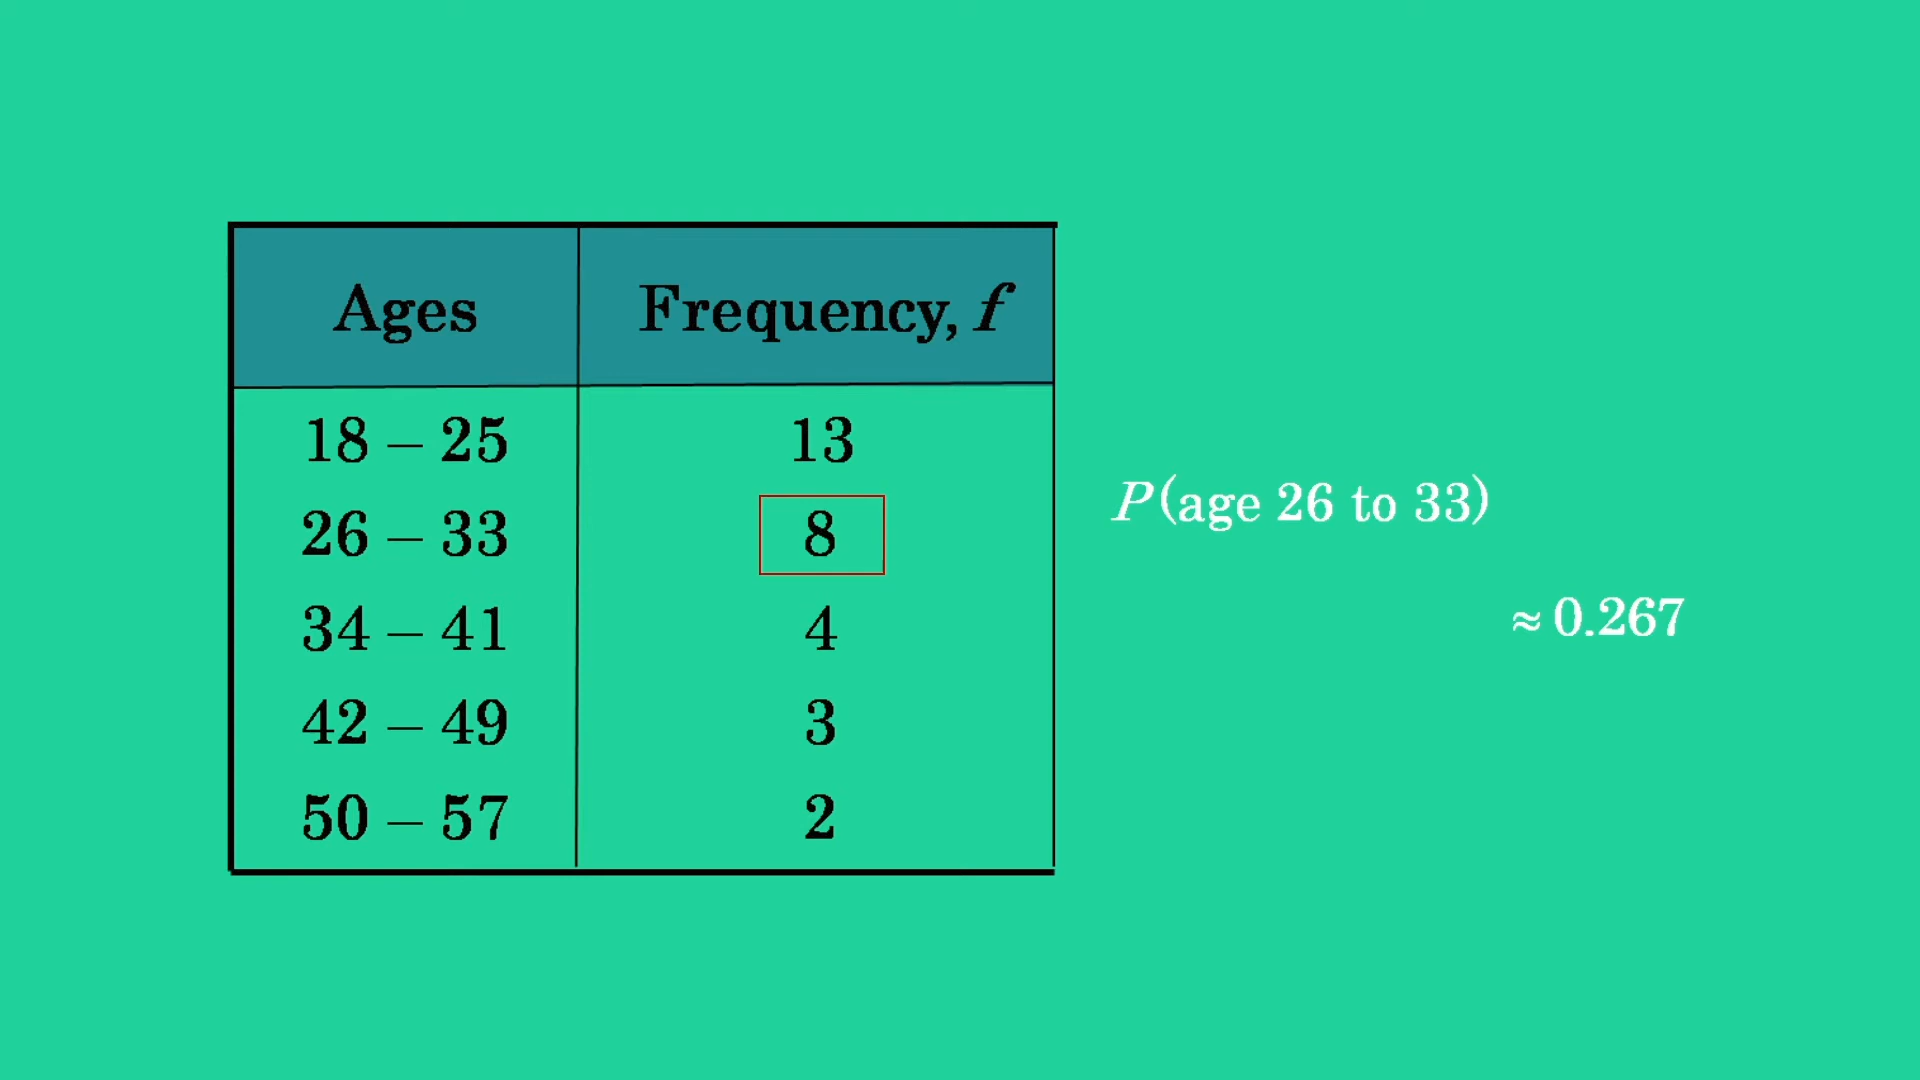 Ages Frequency, f
18 – 25 13
26 – 33 8
34 – 41 4
42 – 49 3
50 – 57 2
P(age 26 to 33)
≈ 0.267